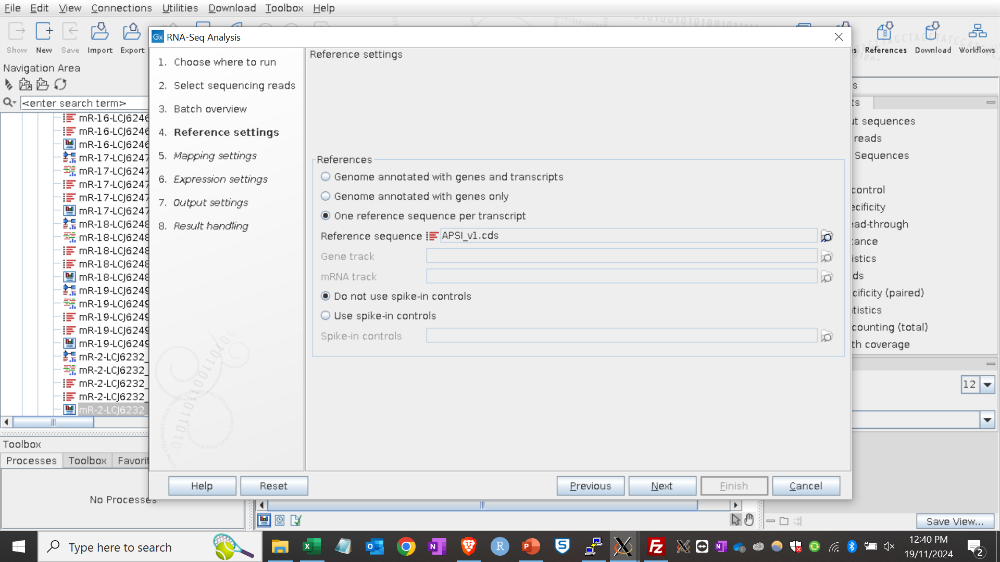 File Edit View Connections Utilities Download Toolbox Help
Show New Save Import Export
References Download Workflows
Gx RNA-Seq Analysis
Navigation Area
<enter search term>
mR-16-LCJ6246
mR-16-LCJ6246
mR-16-LCJ6246
mR-17-LCJ6247
mR-17-LCJ6247
mR-17-LCJ6247
mR-17-LCJ6247
mR-17-LCJ6247
mR-18-LCJ6248
mR-18-LCJ6248
mR-18-LCJ6248
mR-18-LCJ6248
mR-18-LCJ6248
mR-19-LCJ6249
mR-19-LCJ6249
mR-19-LCJ6249
mR-19-LCJ6249
mR-19-LCJ6249
mR-2-LCJ6232_
mR-2-LCJ6232_
mR-2-LCJ6232_
mR-2-LCJ6232_
mR-2-LCJ6232_
Toolbox
Processes Toolbox Favorit
No Processes
1. Choose where to run
2. Select sequencing reads
3. Batch overview
4. Reference settings
5. Mapping settings
6. Expression settings
7. Output settings
8. Result handling
Reference settings
References
Genome annotated with genes and transcripts
Genome annotated with genes only
One reference sequence per transcript
Reference sequence APSI_v1.cds
Gene track
mRNA track
Do not use spike-in controls
Use spike-in controls
Spike-in controls
Help Reset Previous Next Finish Cancel
s
ts
ut sequences
reads
Sequences
control
ecificity
ead-through
tance
tistics
ds
cificity (paired)
tistics
counting (total)
th coverage
12
Save View...
Type here to search
12:40 PM
19/11/2024
2